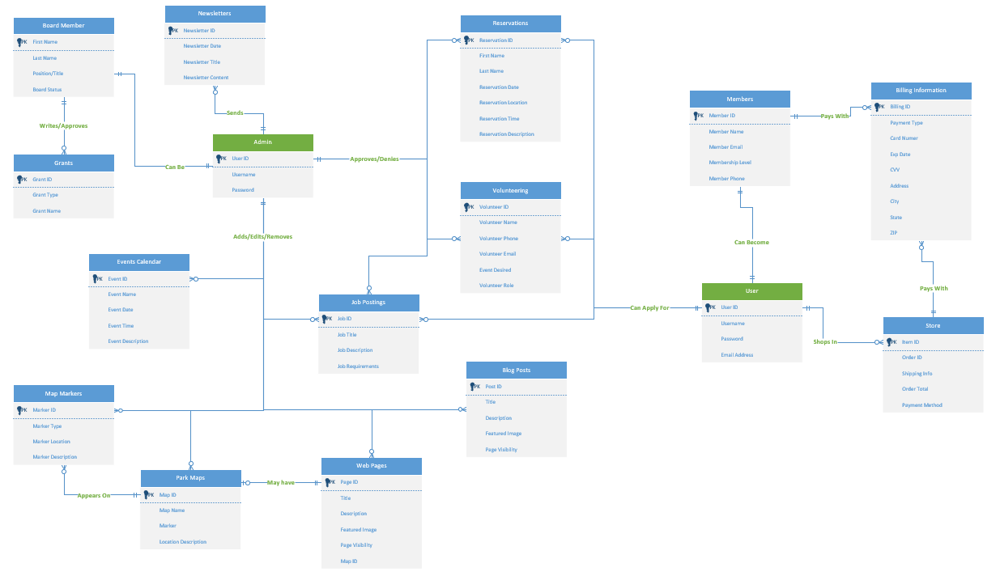 Board Member
PK First Name
Last Name
Position/Title
Board Status
Newsletters
PK Newsletter ID
Newsletter Date
Newsletter Title
Newsletter Content
Reservations
PK Reservation ID
First Name
Last Name
Reservation Date
Reservation Location
Reservation Time
Reservation Description
Members
PK Member ID
Member Name
Member Email
Membership Level
Member Phone
Billing Information
PK Billing ID
Payment Type
Card Numer
Exp Date
CVV
Address
City
State
ZIP
Pays With
Writes/Approves
Sends
Grants
PK Grant ID
Grant Type
Grant Name
Can Be
Admin
PK User ID
Username
Password
Approves/Denies
Volunteering
PK Volunteer ID
Volunteer Name
Volunteer Phone
Volunteer Email
Event Desired
Volunteer Role
Adds/Edits/Removes
Can Become
Events Calendar
PK Event ID
Event Name
Event Date
Event Time
Event Description
Job Postings
PK Job ID
Job Title
Job Description
Job Requirements
Can Apply For
User
PK User ID
Username
Password
Email Address
Shops In
Pays With
Store
PK Item ID
Order ID
Shipping Info
Order Total
Payment Method
Blog Posts
PK Post ID
Title
Description
Featured Image
Page Visibility
Map Markers
PK Marker ID
Marker Type
Marker Location
Marker Description
Appears On
Park Maps
PK Map ID
Map Name
Marker
Location Description
May have
Web Pages
PK Page ID
Title
Description
Featured Image
Page Visibility
Map ID